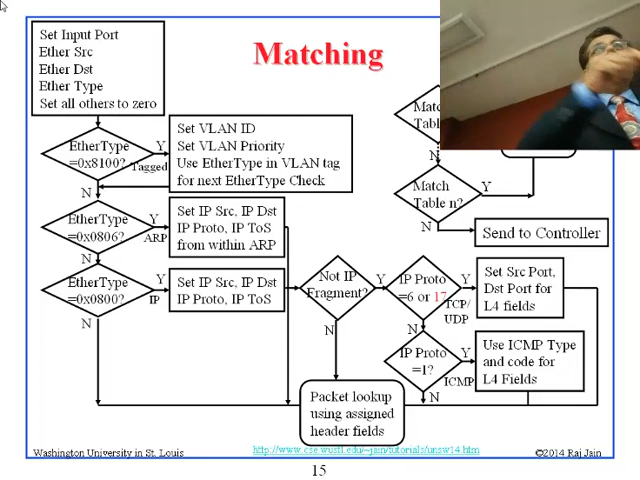 Matching
Set Input Port
Ether Src
Ether Dst
Ether Type
Set all others to zero
EtherType
=0x8100?
Y
Tagged
N
Set VLAN ID
Set VLAN Priority
Use EtherType in VLAN tag
for next EtherType Check
EtherType
=0x0806?
Y
ARP
N
Set IP Src, IP Dst
IP Proto, IP ToS
from within ARP
EtherType
=0x0800?
Y
IP
N
Set IP Src, IP Dst
IP Proto, IP ToS
Not IP
Fragment?
Y
N
IP Proto
=6 or 17
Y
TCP/
UDP
N
Set Src Port,
Dst Port for
L4 fields
IP Proto
=1?
Y
ICMP
N
Use ICMP Type
and code for
L4 Fields
Match
Table
N
Match
Table n?
Y
N
Send to Controller
Packet lookup
using assigned
header fields
Washington University in St. Louis
http://www.cse.wustl.edu/~jain/tutorials/unsw14.htm
©2014 Raj Jain
15